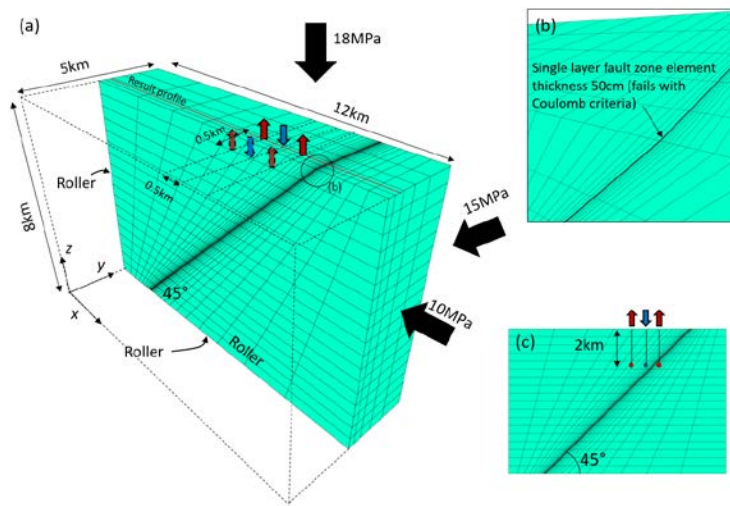 (a)
18MPa
5km
Result profile
12km
0.5km
0.5km
Roller
(b)
8km
15MPa
z
y
x
45°
10MPa
Roller
Roller
(b)
Single layer fault zone element
thickness 50cm [fails with
Coulomb criteria)
(c)
2km
45°